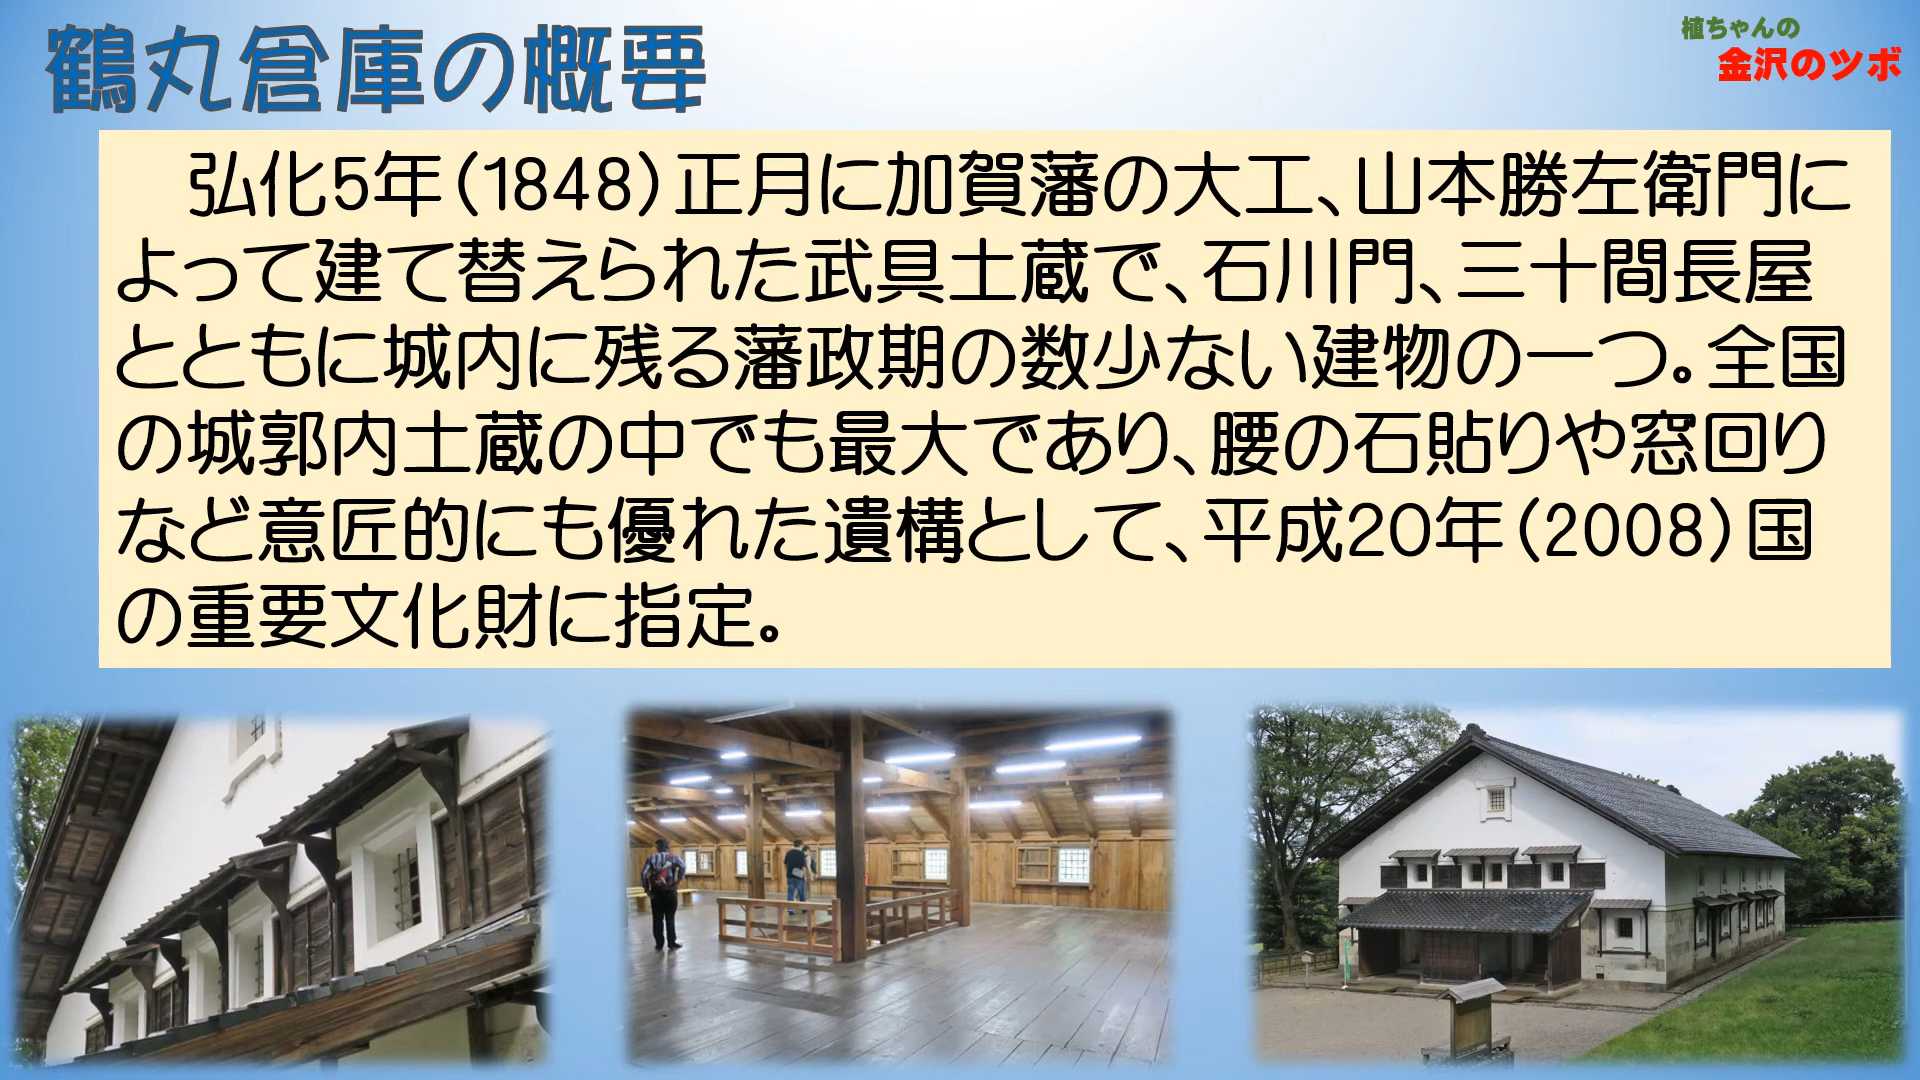 鶴丸倉庫の概要
植ちゃんの
金沢のツボ
弘化5年(1848)正月に加賀藩の大工、山本勝左衛門に
よって建て替えられた武具土蔵で、石川門、三十間長屋
とともに城内に残る藩政期の数少ない建物の一つ。全国
の城郭内土蔵の中でも最大であり、腰の石貼りや窓回り
など意匠的にも優れた遺構として、平成20年(2008)国
の重要文化財に指定。